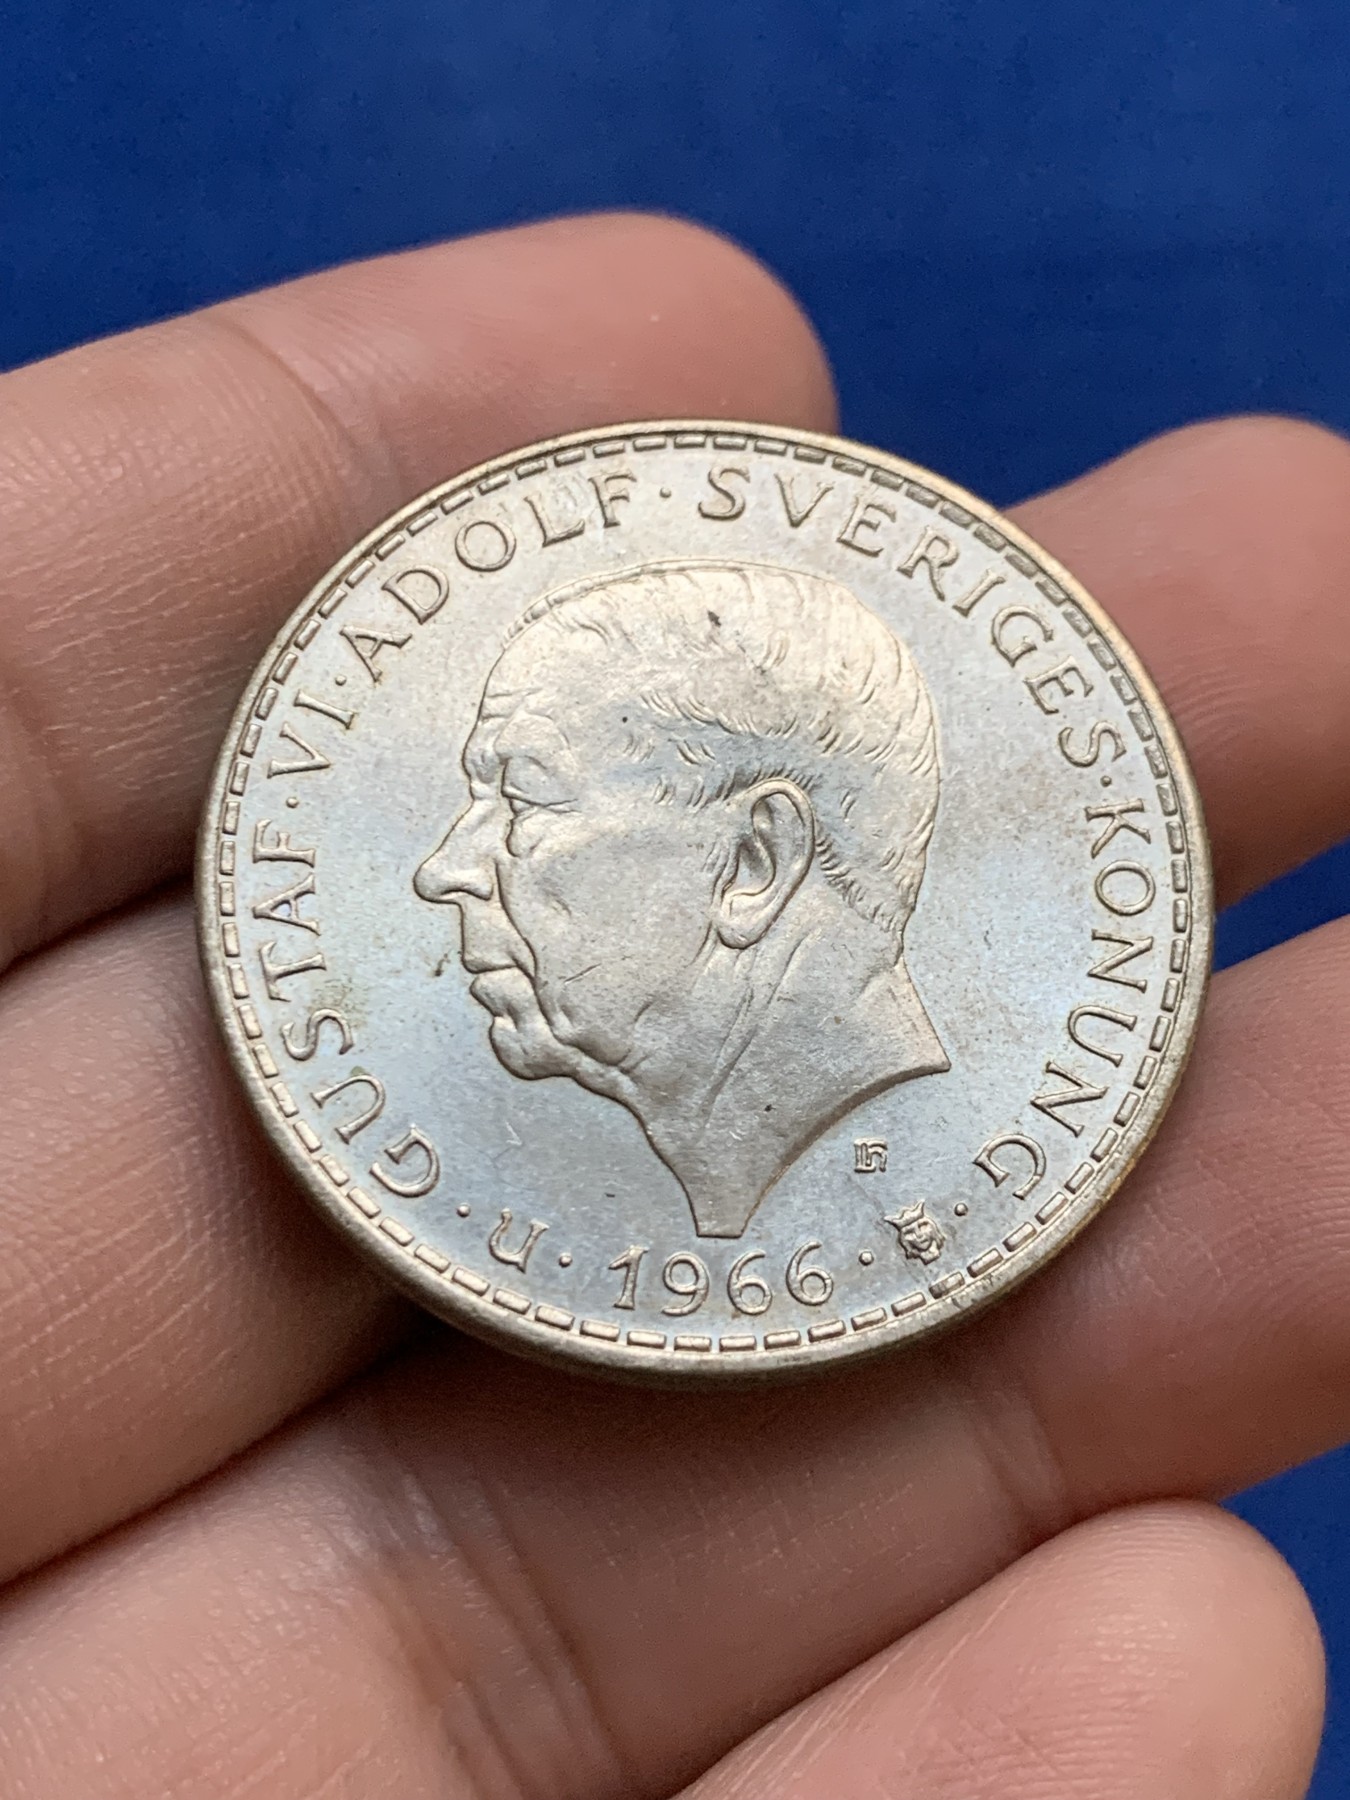 GUSTAF · VI · ADOLF · SVERIGES · KONUNG
· U · 1966 ·